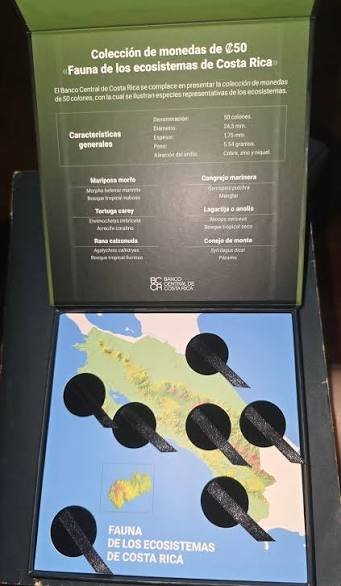 Colección de monedas de ₡50
«Fauna de los ecosistemas de Costa Rica»
El Banco Central de Costa Rica se complace en presentar la colección de monedas
de 50 colones, con la cual se ilustran especies representativas de los ecosistemas.
Características
generales
Denominación: 50 colones.
Diámetro: 24,5 mm.
Espesor: 1,75 mm.
Peso: 5,54 gramos.
Aleación del anillo: Cobre, zinc y níquel.
Mariposa morfo
Morpho helenor marinita
Bosque tropical nuboso
Tortuga carey
Eretmochelys imbricata
Arrecife coralino
Rana calzonuda
Agalychnis callidryas
Bosque tropical lluvioso
Cangrejo marinera
Manglar
Lagartija o anolis
Bosque tropical seco
Conejo de monte
Sylvilagus dicei
Páramo
BC
CR
BANCO
CENTRAL DE
COSTA RICA
FAUNA
DE LOS ECOSISTEMAS
DE COSTA RICA